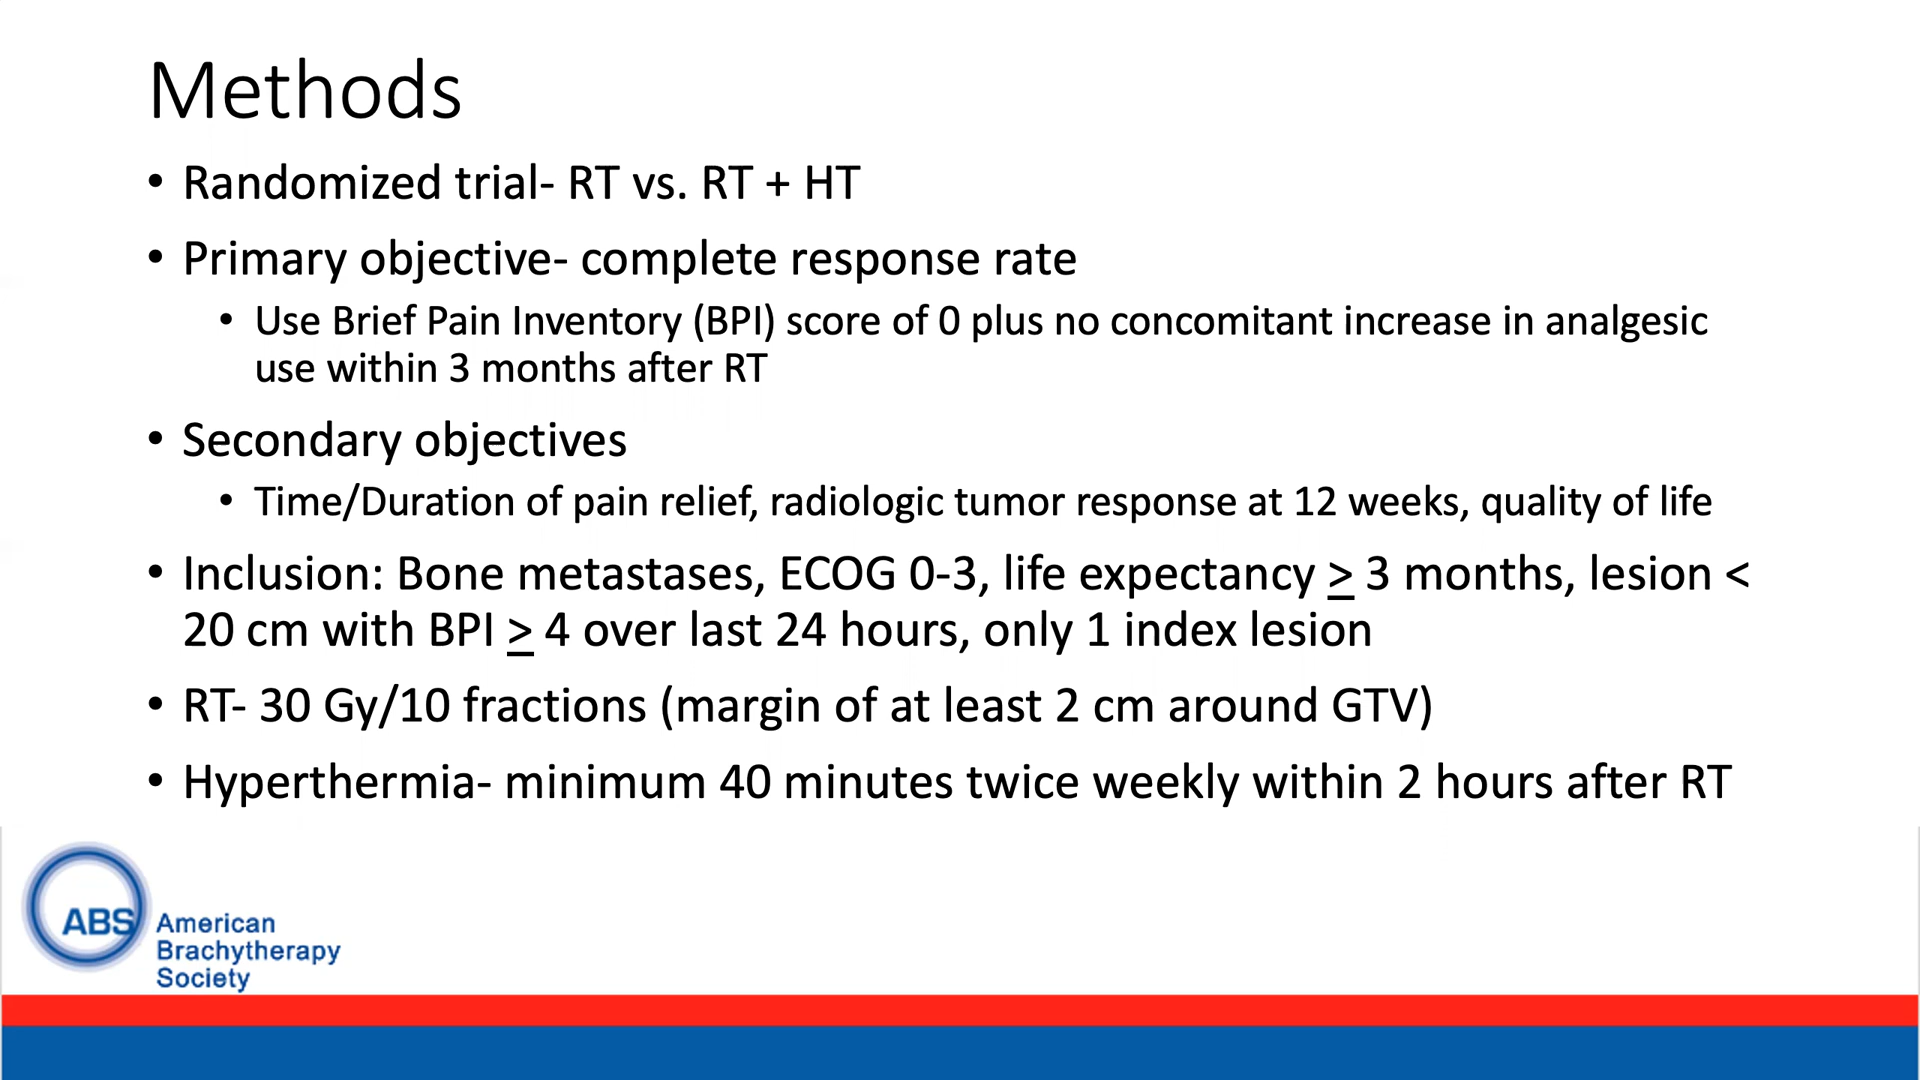 Methods
• Randomized trial- RT vs. RT + HT
• Primary objective- complete response rate
• Use Brief Pain Inventory (BPI) score of 0 plus no concomitant increase in analgesic
use within 3 months after RT
• Secondary objectives
• Time/Duration of pain relief, radiologic tumor response at 12 weeks, quality of life
• Inclusion: Bone metastases, ECOG 0-3, life expectancy ≥ 3 months, lesion <
20 cm with BPI ≥ 4 over last 24 hours, only 1 index lesion
• RT- 30 Gy/10 fractions (margin of at least 2 cm around GTV)
• Hyperthermia- minimum 40 minutes twice weekly within 2 hours after RT
ABS
American
Brachytherapy
Society